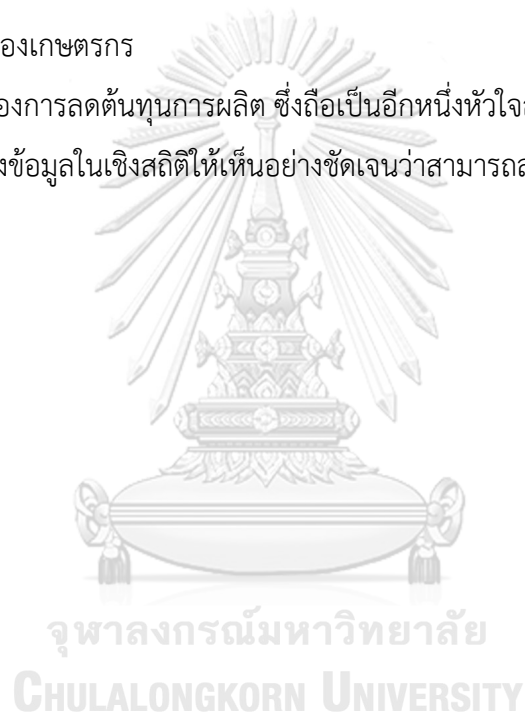 องเกษตรกร
องการลดต้นทุนการผลิต ซึ่งถือเป็นอีกหนึ่งหัวใจ
งข้อมูลในเชิงสถิติให้เห็นอย่างชัดเจนว่าสามารถ
จุฬาลงกรณ์มหาวิทยาลัย
CHULALONGKORN UNIVERSITY